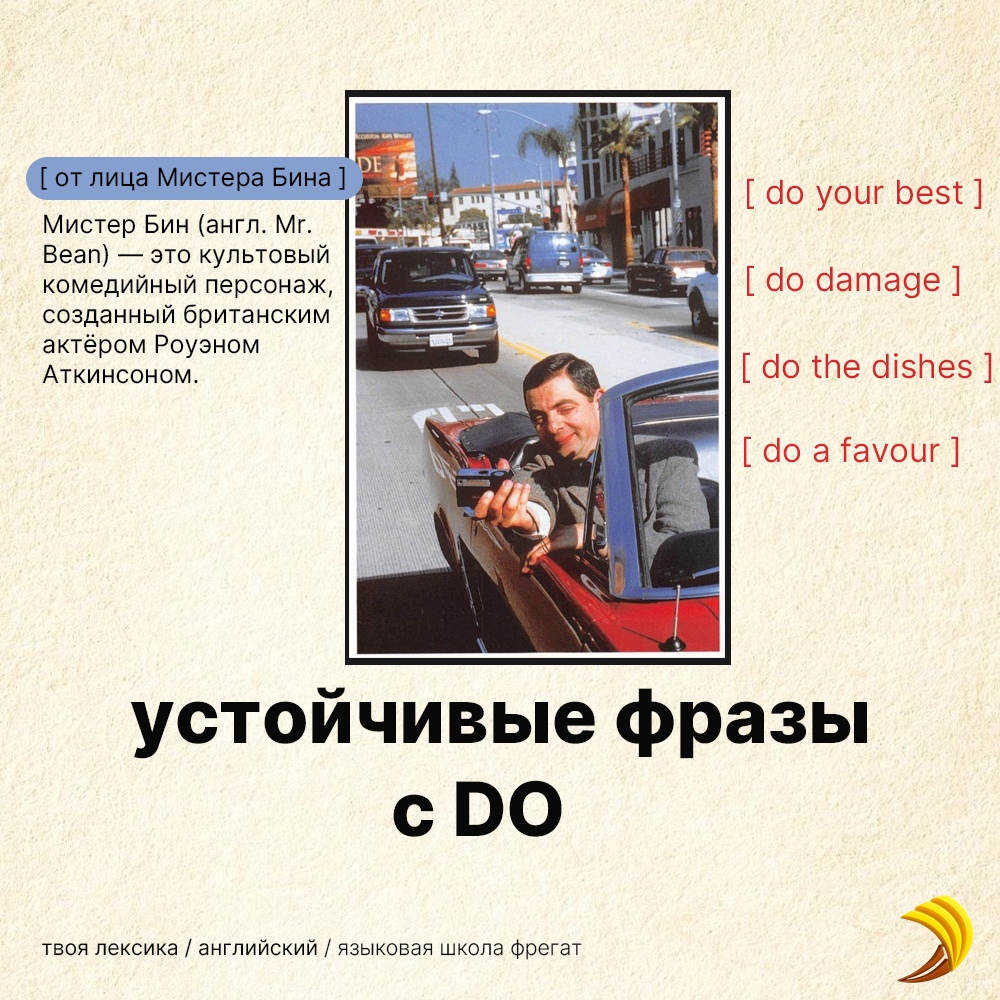 [ от лица Мистера Бина ]
Мистер Бин (англ. Mr.
Bean) — это культовый
комедийный персонаж,
созданный британским
актёром Роуэном
Аткинсоном.
[ do your best ]
[ do damage ]
[ do the dishes ]
[ do a favour ]
устойчивые фразы
с DO
твоя лексика / английский / языковая школа фрегат